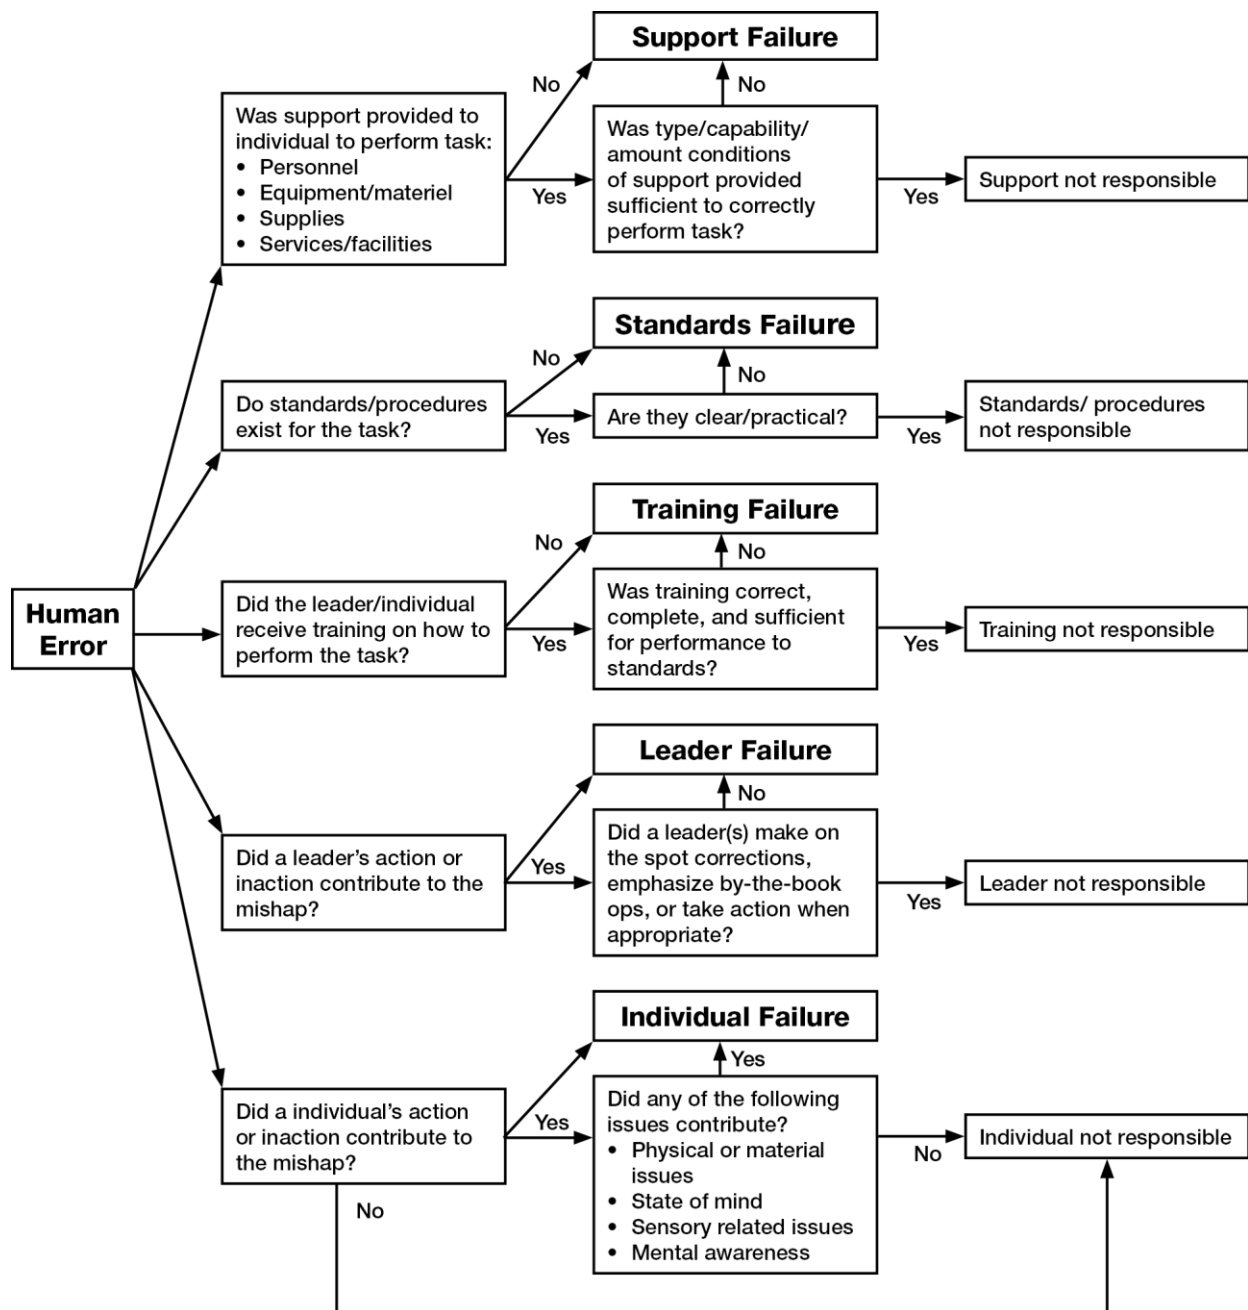 Support Failure
No
No
Was support provided to
individual to perform task:
• Personnel
• Equipment/materiel
• Supplies
• Services/facilities
Yes
Was type/capability/
amount conditions
of support provided
sufficient to correctly
perform task?
Yes
Support not responsible
Standards Failure
No
No
Do standards/procedures
exist for the task?
Yes
Are they clear/practical?
Yes
Standards/ procedures
not responsible
Training Failure
No
No
Human
Error
Did the leader/individual
receive training on how to
perform the task?
Yes
Was training correct,
complete, and sufficient
for performance to
standards?
Yes
Training not responsible
Leader Failure
No
Did a leader's action or
inaction contribute to the
mishap?
Yes
Did a leader(s) make on
the spot corrections,
emphasize by-the-book
ops, or take action when
appropriate?
Yes
Leader not responsible
Individual Failure
Yes
Did a individual's action
or inaction contribute to
the mishap?
Yes
No
Did any of the following
issues contribute?
• Physical or material
issues
• State of mind
• Sensory related issues
• Mental awareness
No
Individual not responsible